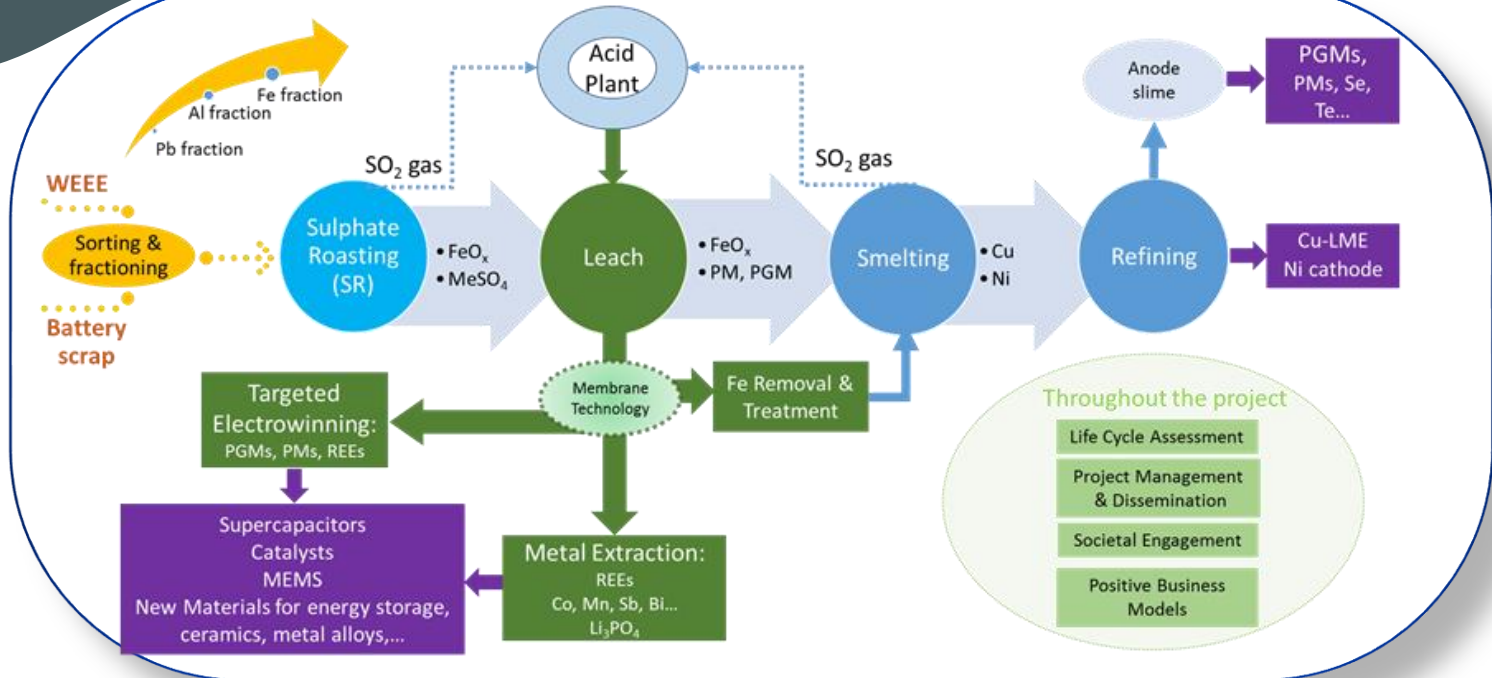 Fe fraction
Al fraction
Pb fraction
WEEE
Sorting &
fractioning
Battery
scrap
SO₂ gas
Sulphate
Roasting
(SR)
• FeOₓ
• MeSO₄
Acid
Plant
Leach
• FeOₓ
• PM, PGM
SO₂ gas
Smelting
• Cu
• Ni
Refining
Anode
slime
PGMs,
PMs, Se,
Te...
Cu-LME
Ni cathode
Membrane
Technology
Fe Removal &
Treatment
Targeted
Electrowinning:
PGMs, PMs, REEs
Supercapacitors
Catalysts
MEMS
New Materials for energy storage,
ceramics, metal alloys,...
Metal Extraction:
REEs
Co, Mn, Sb, Bi...
Li₃PO₄
Throughout the project
Life Cycle Assessment
Project Management
& Dissemination
Societal Engagement
Positive Business
Models